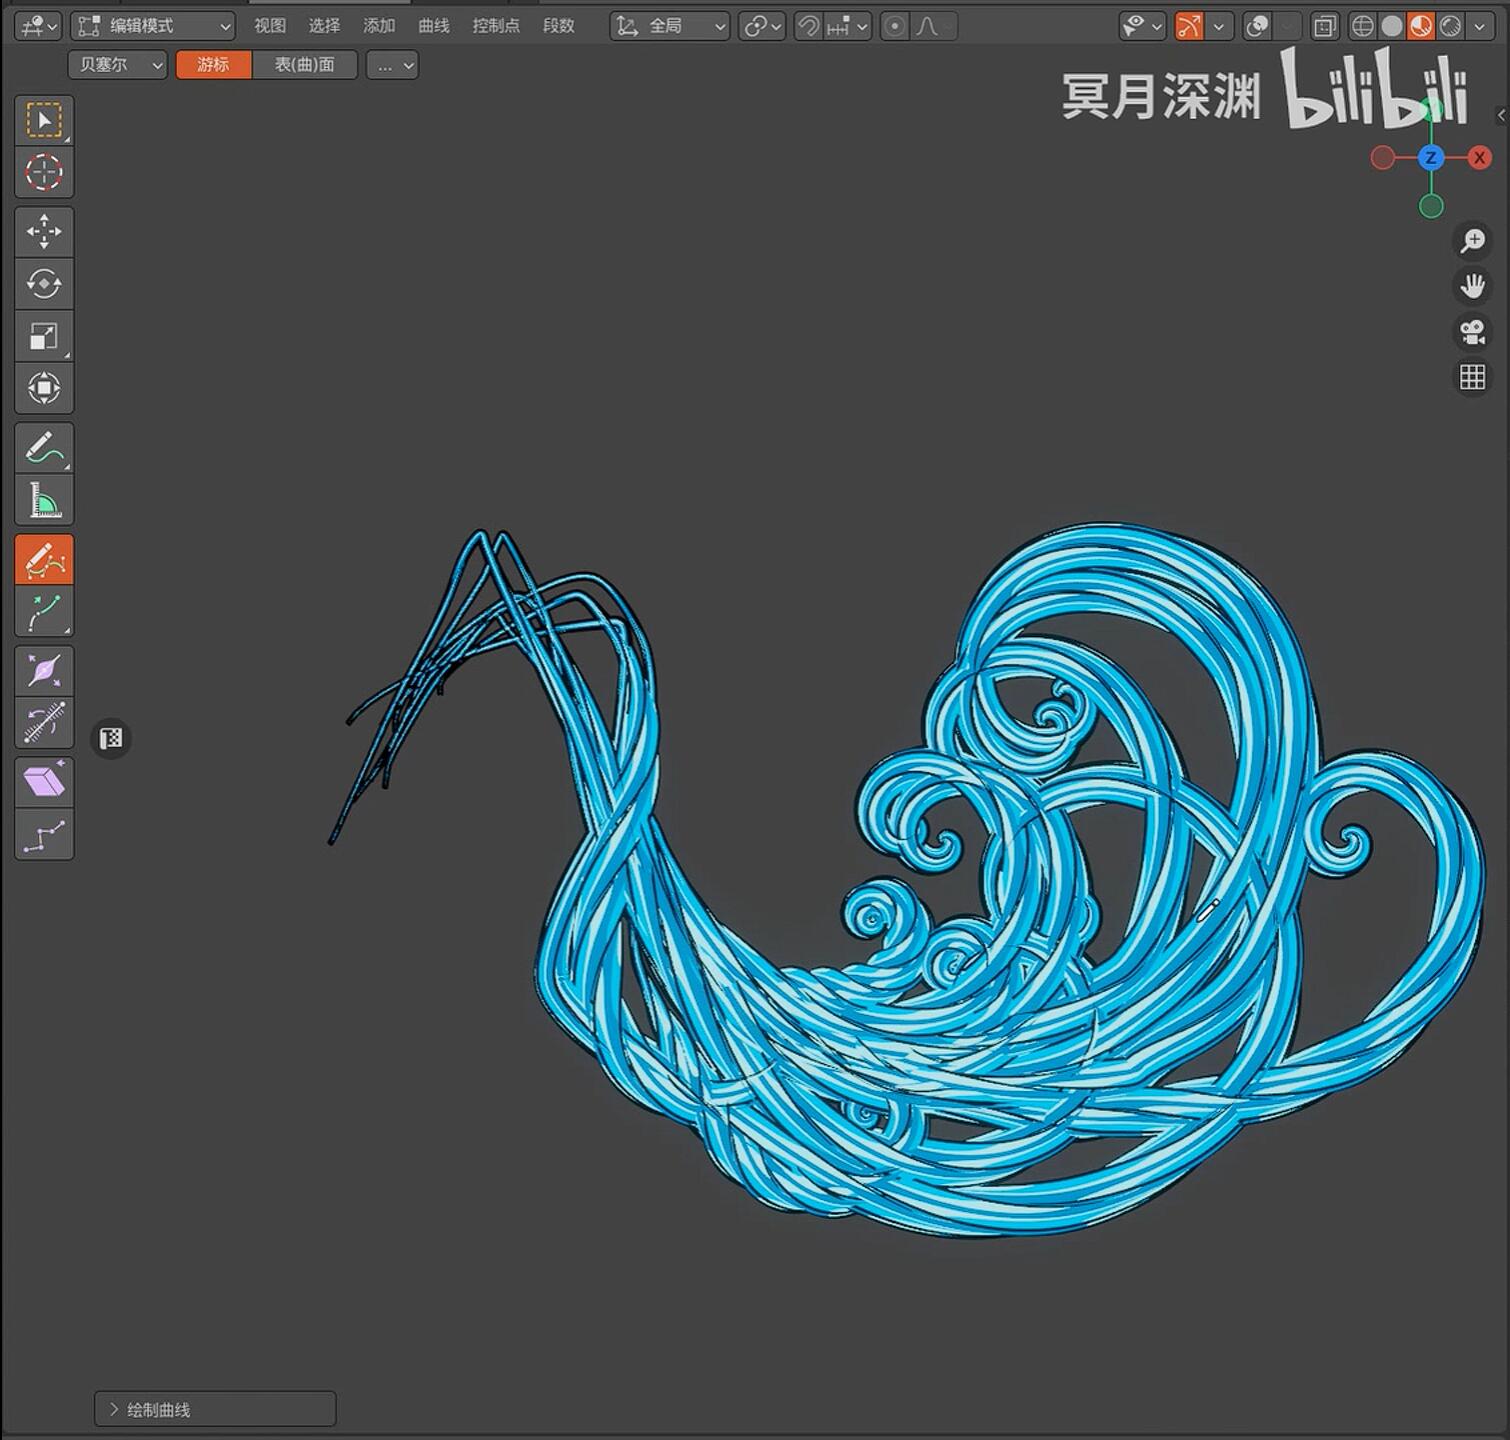 编辑模式 视图 选择 添加 曲线 控制点 段数 全局
贝塞尔 游标 表(曲)面 ...
冥月深渊 bilibili
Z X
绘制曲线